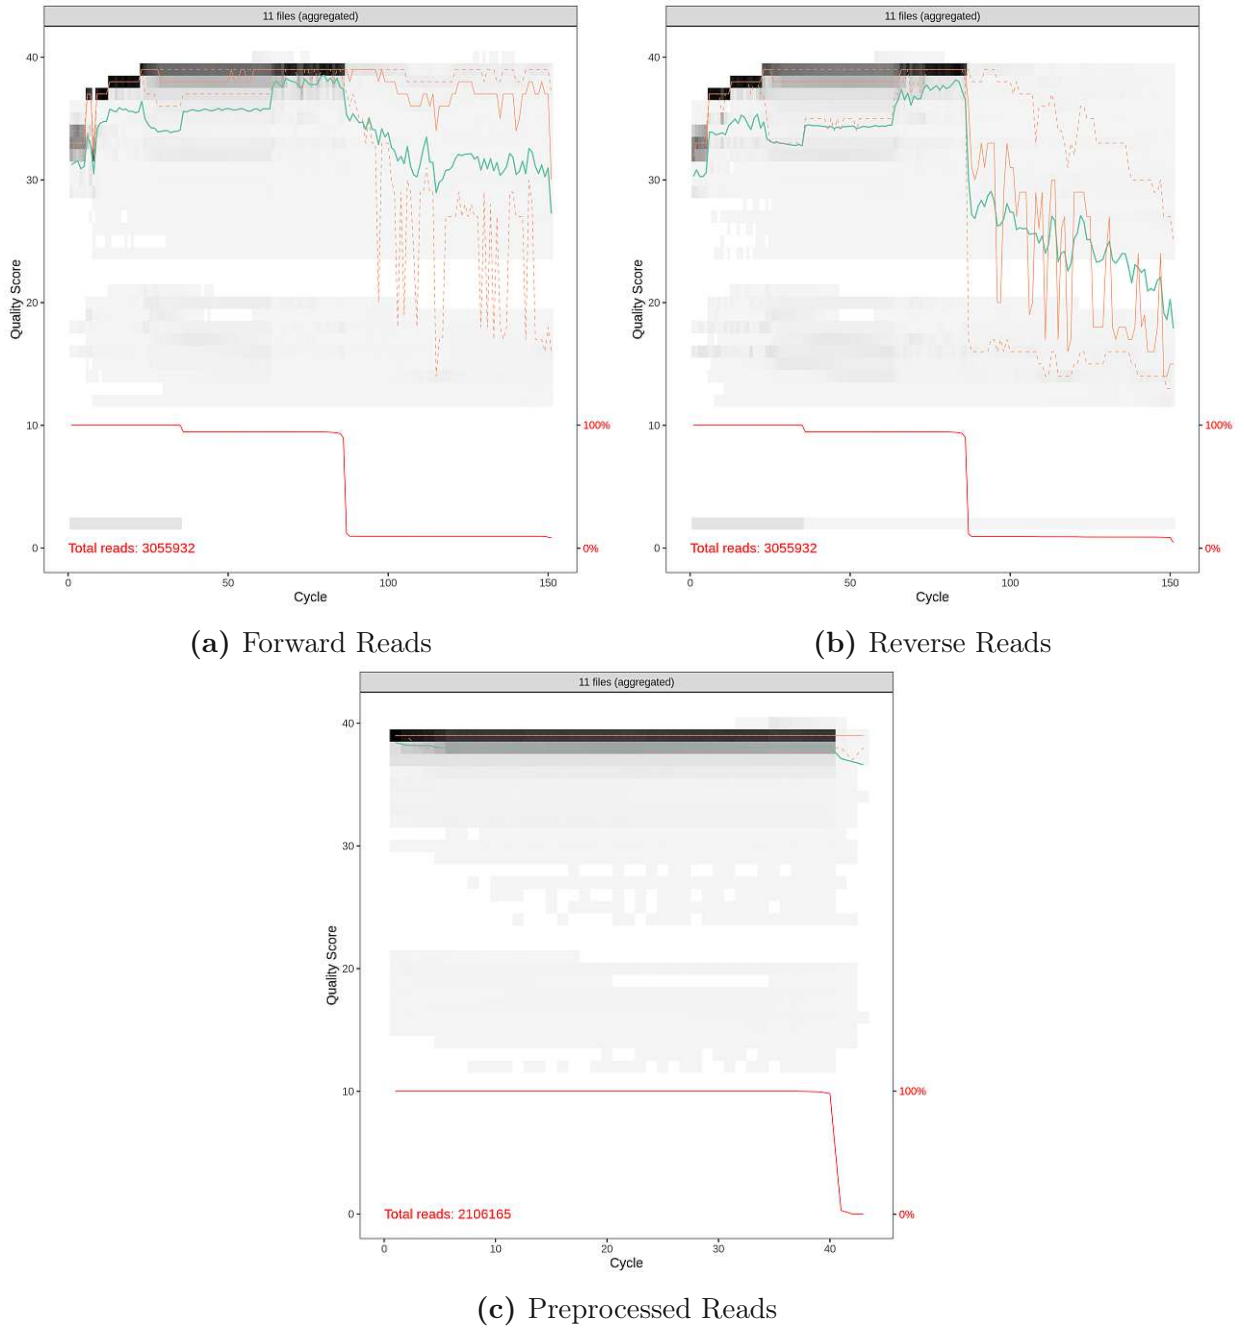 11 files (aggregated)
40
30
20
10
0
Quality Score
100%
0%
Total reads: 3055932
0
50
100
150
Cycle
(a) Forward Reads
11 files (aggregated)
40
30
20
10
0
Quality Score
100%
0%
Total reads: 3055932
0
50
100
150
Cycle
(b) Reverse Reads
11 files (aggregated)
40
30
20
10
0
Quality Score
100%
0%
Total reads: 2106165
0
10
20
30
40
Cycle
(c) Preprocessed Reads